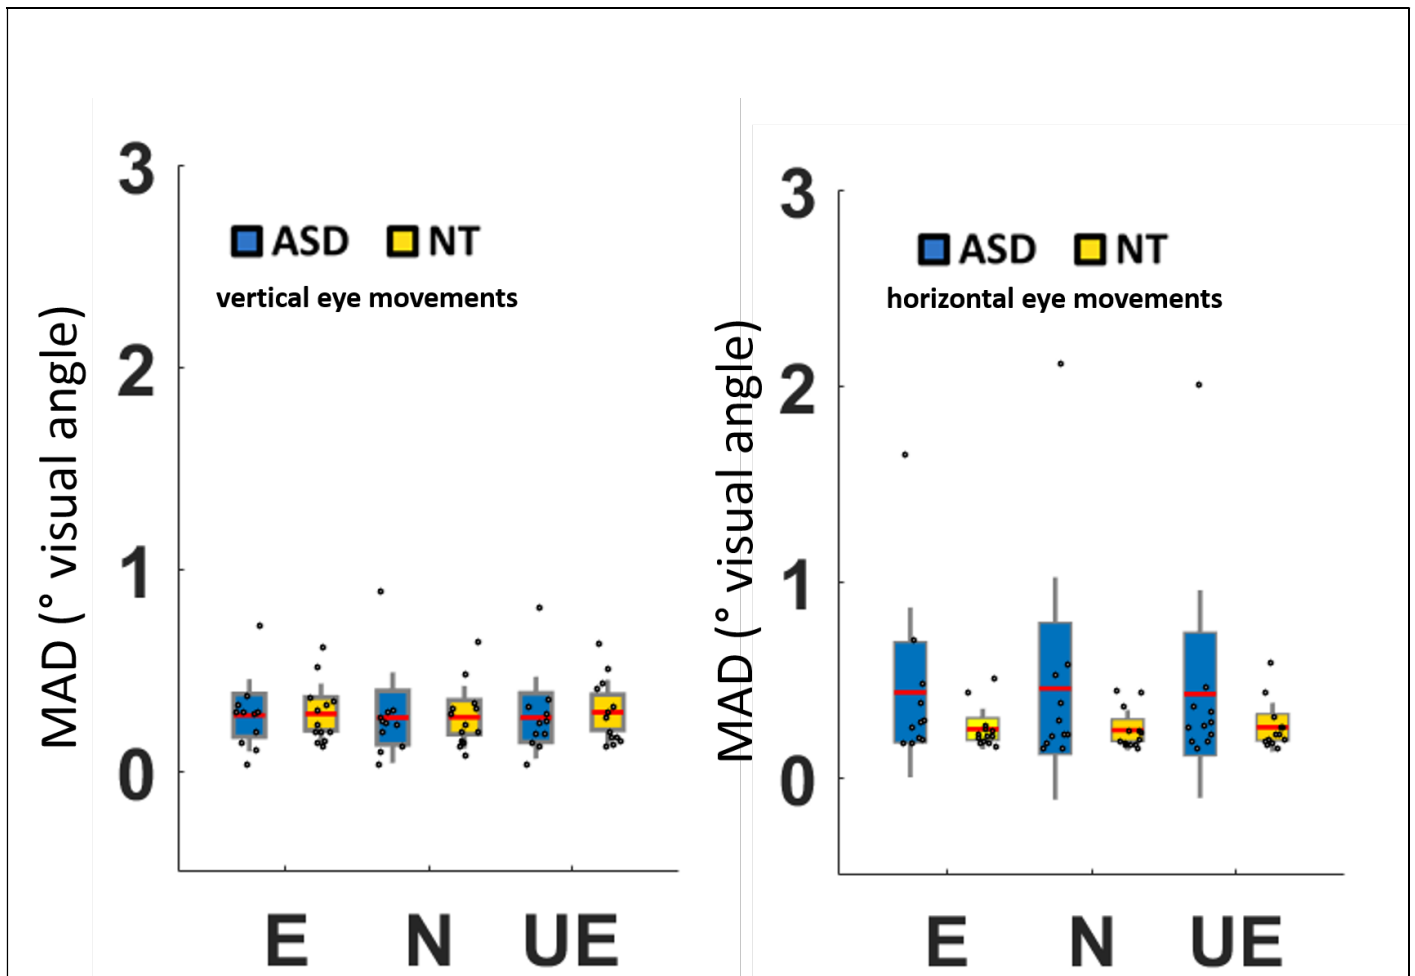 MAD (° visual angle)
3
2
1
0
ASD NT
vertical eye movements
E N UE
MAD (° visual angle)
3
2
1
0
ASD NT
horizontal eye movements
E N UE